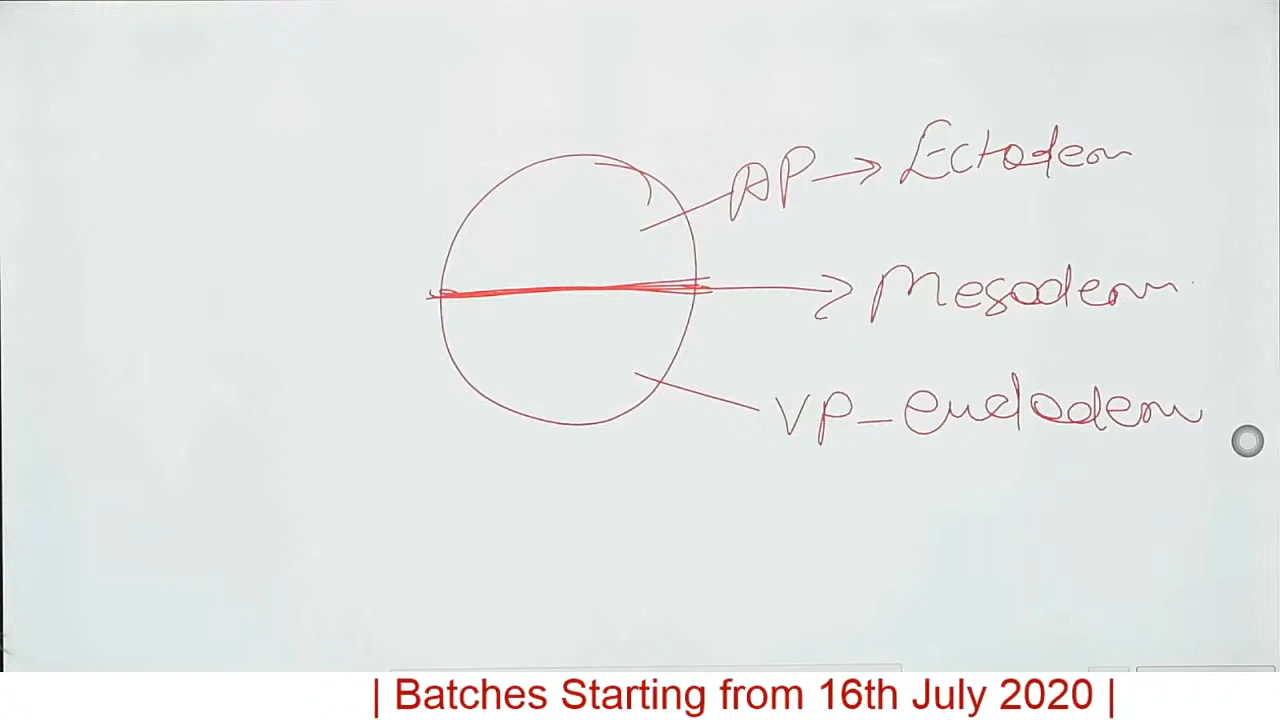 AP → Ectoderm
→ Mesoderm
VP - endoderm
| Batches Starting from 16th July 2020 |